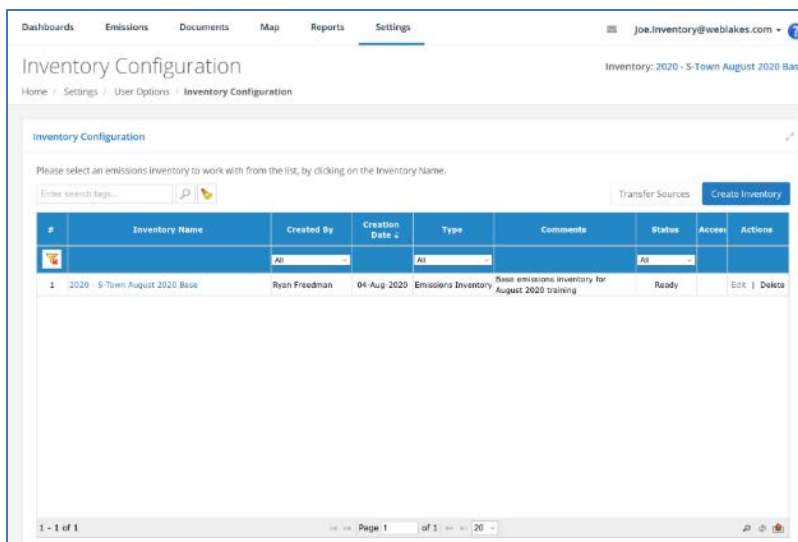 Dashboards Emissions Documents Map Reports Settings Joe.Inventory@weblakes.com ?
Inventory Configuration Inventory: 2020 - S-Town August 2020 Bas
Home / Settings / User Options / Inventory Configuration
Inventory Configuration
Please select an emissions inventory to work with from the list, by clicking on the Inventory Name.
Enter search tags... Transfer Sources Create Inventory
# Inventory Name Created By Creation Date Type Comments Status Access Actions
All All All
1 2020 - S-Town August 2020 Base Ryan Freedman 04-Aug-2020 Emissions Inventory Base emissions inventory for August 2020 training Ready Edit | Delete
1 - 1 of 1 Page 1 of 1 20